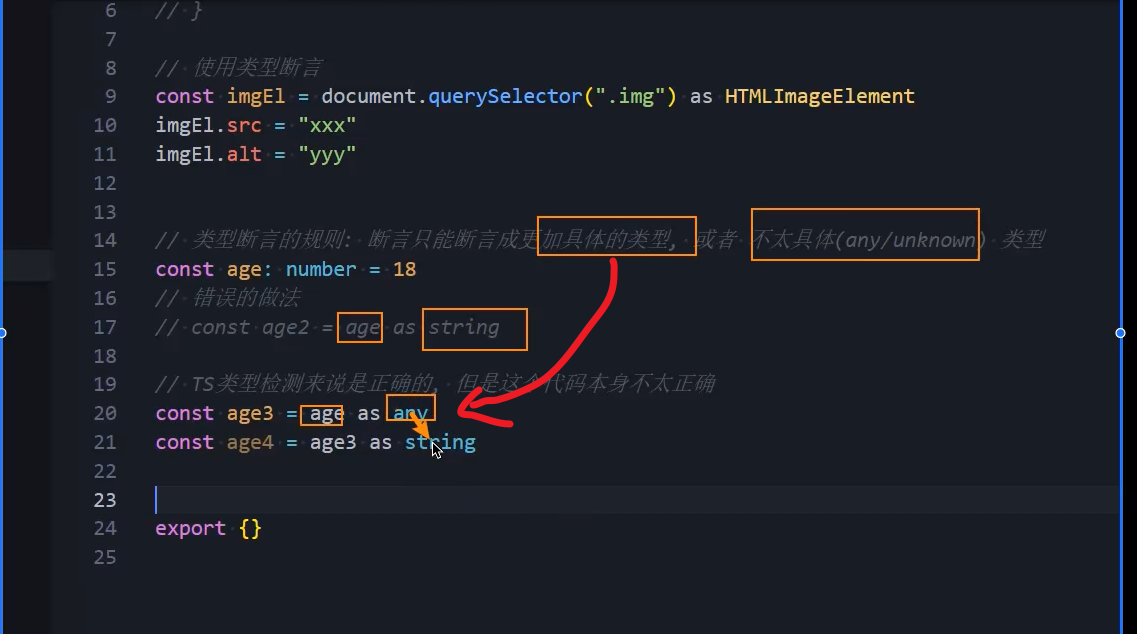 6 // }
7
8 // 使用类型断言
9 const imgEl = document.querySelector(".img") as HTMLImageElement
10 imgEl.src = "xxx"
11 imgEl.alt = "yyy"
12
13
14 // 类型断言的规则: 断言只能断言成更加具体的类型, 或者 不太具体(any/unknown) 类型
15 const age: number = 18
16 // 错误的做法
17 // const age2 = age as string
18
19 // TS类型检测来说是正确的, 但是这个代码本身不太正确
20 const age3 = age as any
21 const age4 = age3 as string
22
23
24 export {}
25